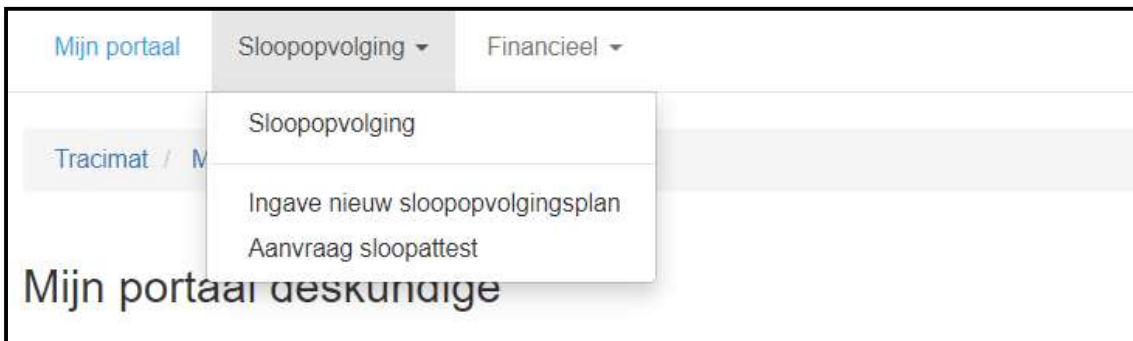 Mijn portaal Sloopopvolging Financieel
Sloopopvolging
Tracimat / M
Ingave nieuw sloopopvolgingsplan
Aanvraag sloopattest
Mijn portaal deskundige